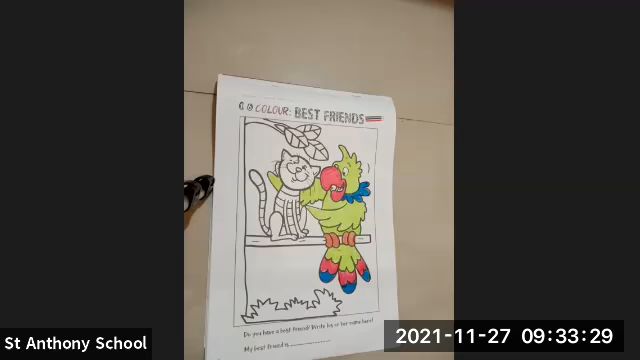 COLOUR: BEST FRIENDS
Do you have a best friend? Write his or her name here!
My best friend is
St Anthony School
2021-11-27 09:33:29